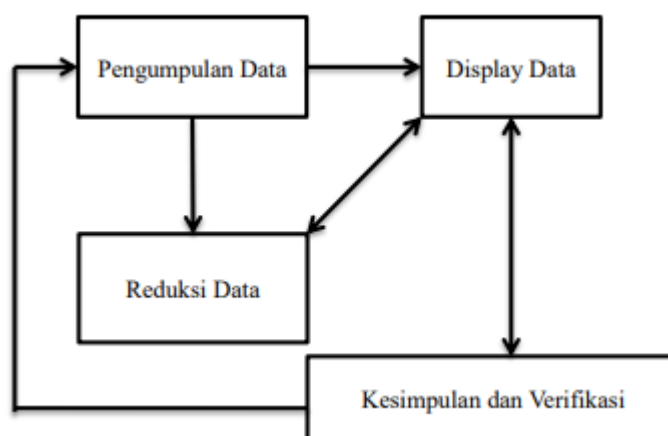 Pengumpulan Data
Display Data
Reduksi Data
Kesimpulan dan Verifikasi